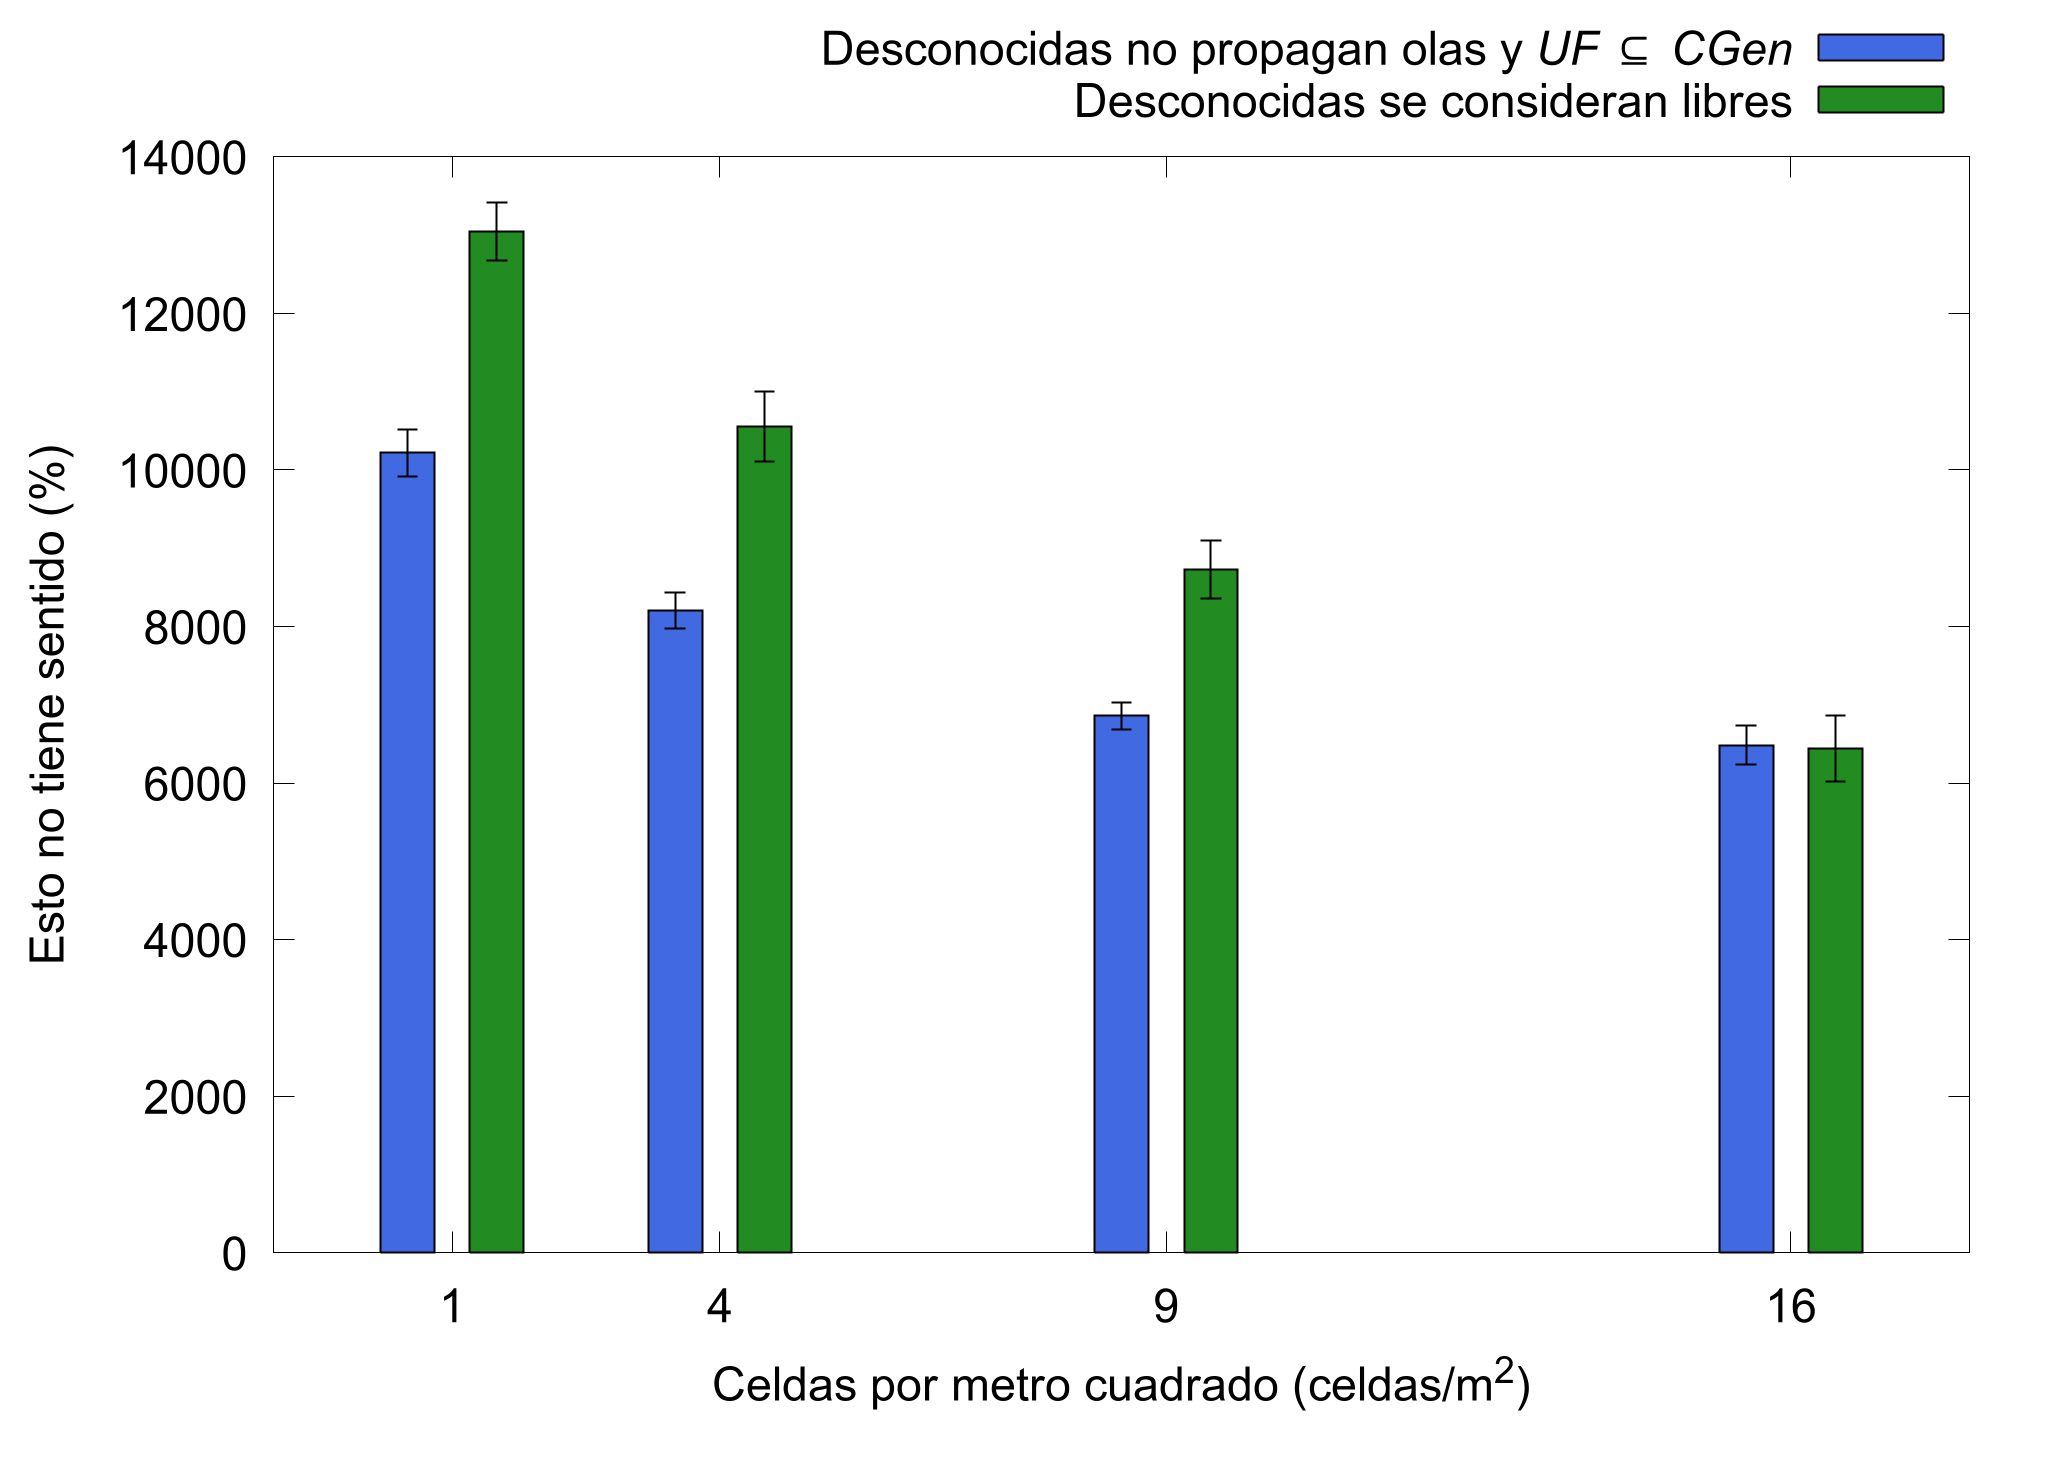 Desconocidas no propagan olas y UF ⊆ CGen
Desconocidas se consideran libres
14000
12000
10000
8000
6000
4000
2000
0
Esto no tiene sentido (%)
1 4 9 16
Celdas por metro cuadrado (celdas/m²)